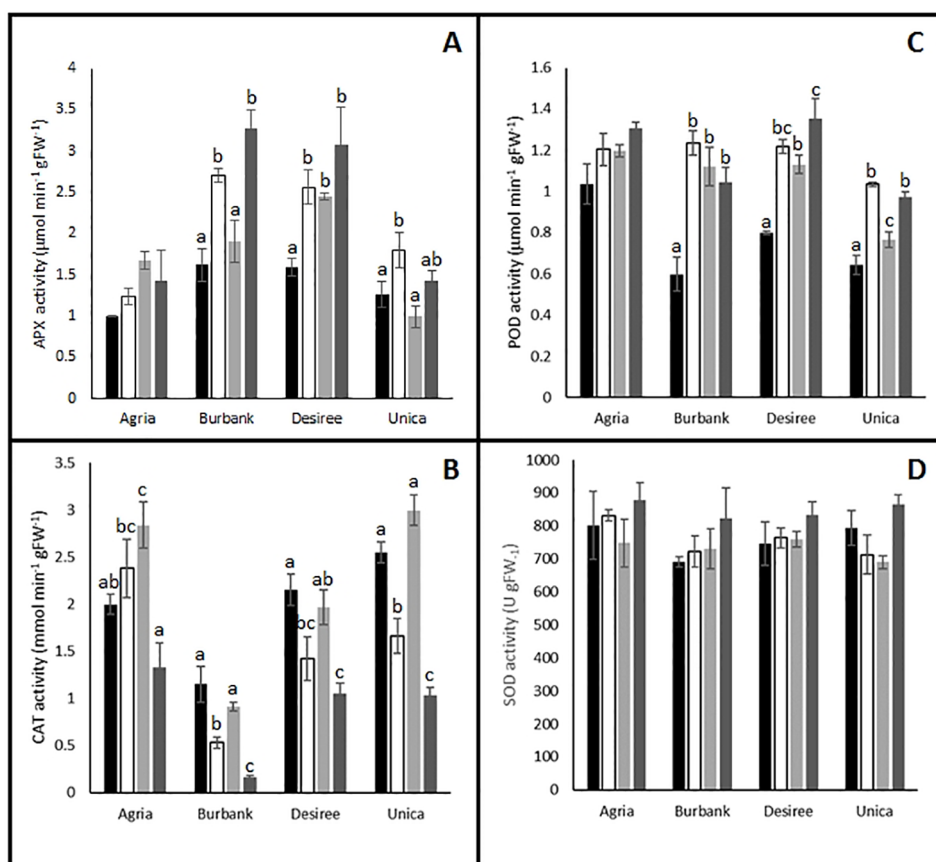 A
APX activity (µmol min⁻¹ gFW⁻¹)
4
3.5
3
2.5
2
1.5
1
0.5
0
a b a b
a b b b
a b a ab
Agria Burbank Desiree Unica
C
POD activity (µmol min⁻¹ gFW⁻¹)
1.6
1.4
1.2
1
0.8
0.6
0.4
0.2
0
a b b b
a bc b c
a b c b
Agria Burbank Desiree Unica
B
CAT activity (mmol min⁻¹ gFW⁻¹)
3.5
3
2.5
2
1.5
1
0.5
0
ab bc c a
a b a c
a bc ab c
a b a c
Agria Burbank Desiree Unica
D
SOD activity (U gFW-1)
1000
900
800
700
600
500
400
300
200
100
0
Agria Burbank Desiree Unica